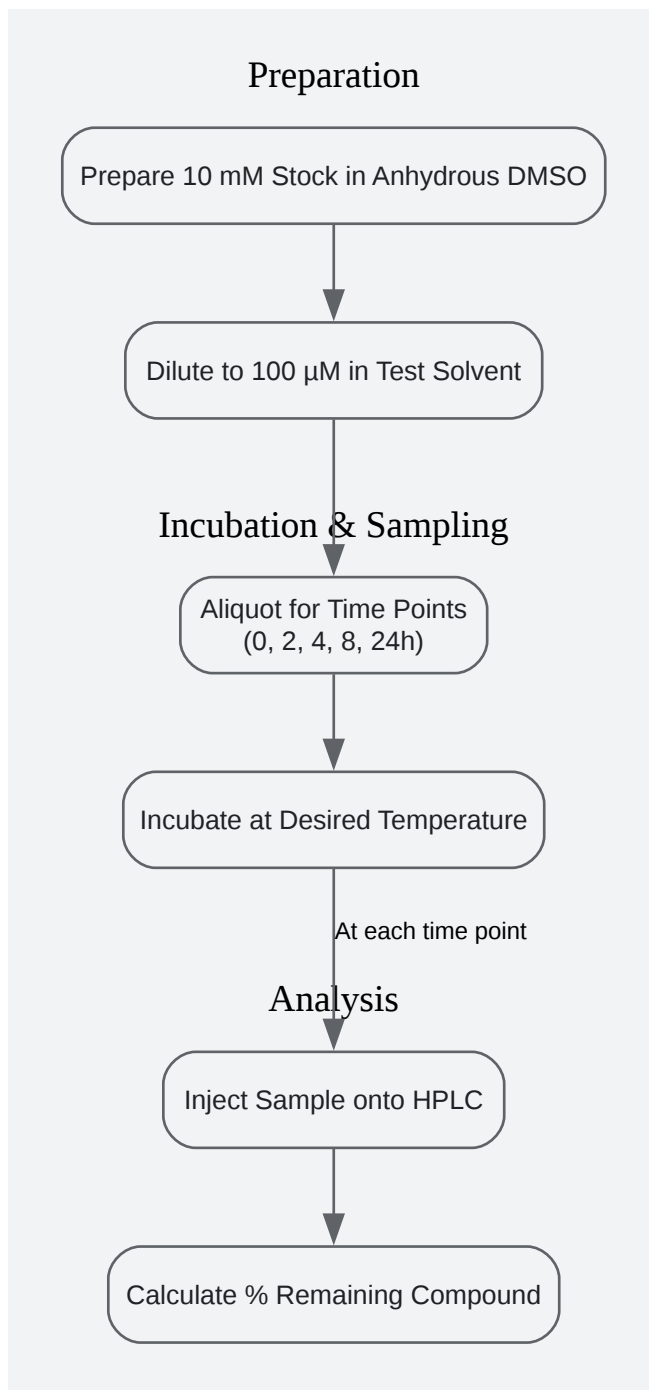 Preparation
Prepare 10 mM Stock in Anhydrous DMSO
Dilute to 100 µM in Test Solvent
Incubation & Sampling
Aliquot for Time Points
(0, 2, 4, 8, 24h)
Incubate at Desired Temperature
At each time point
Analysis
Inject Sample onto HPLC
Calculate % Remaining Compound